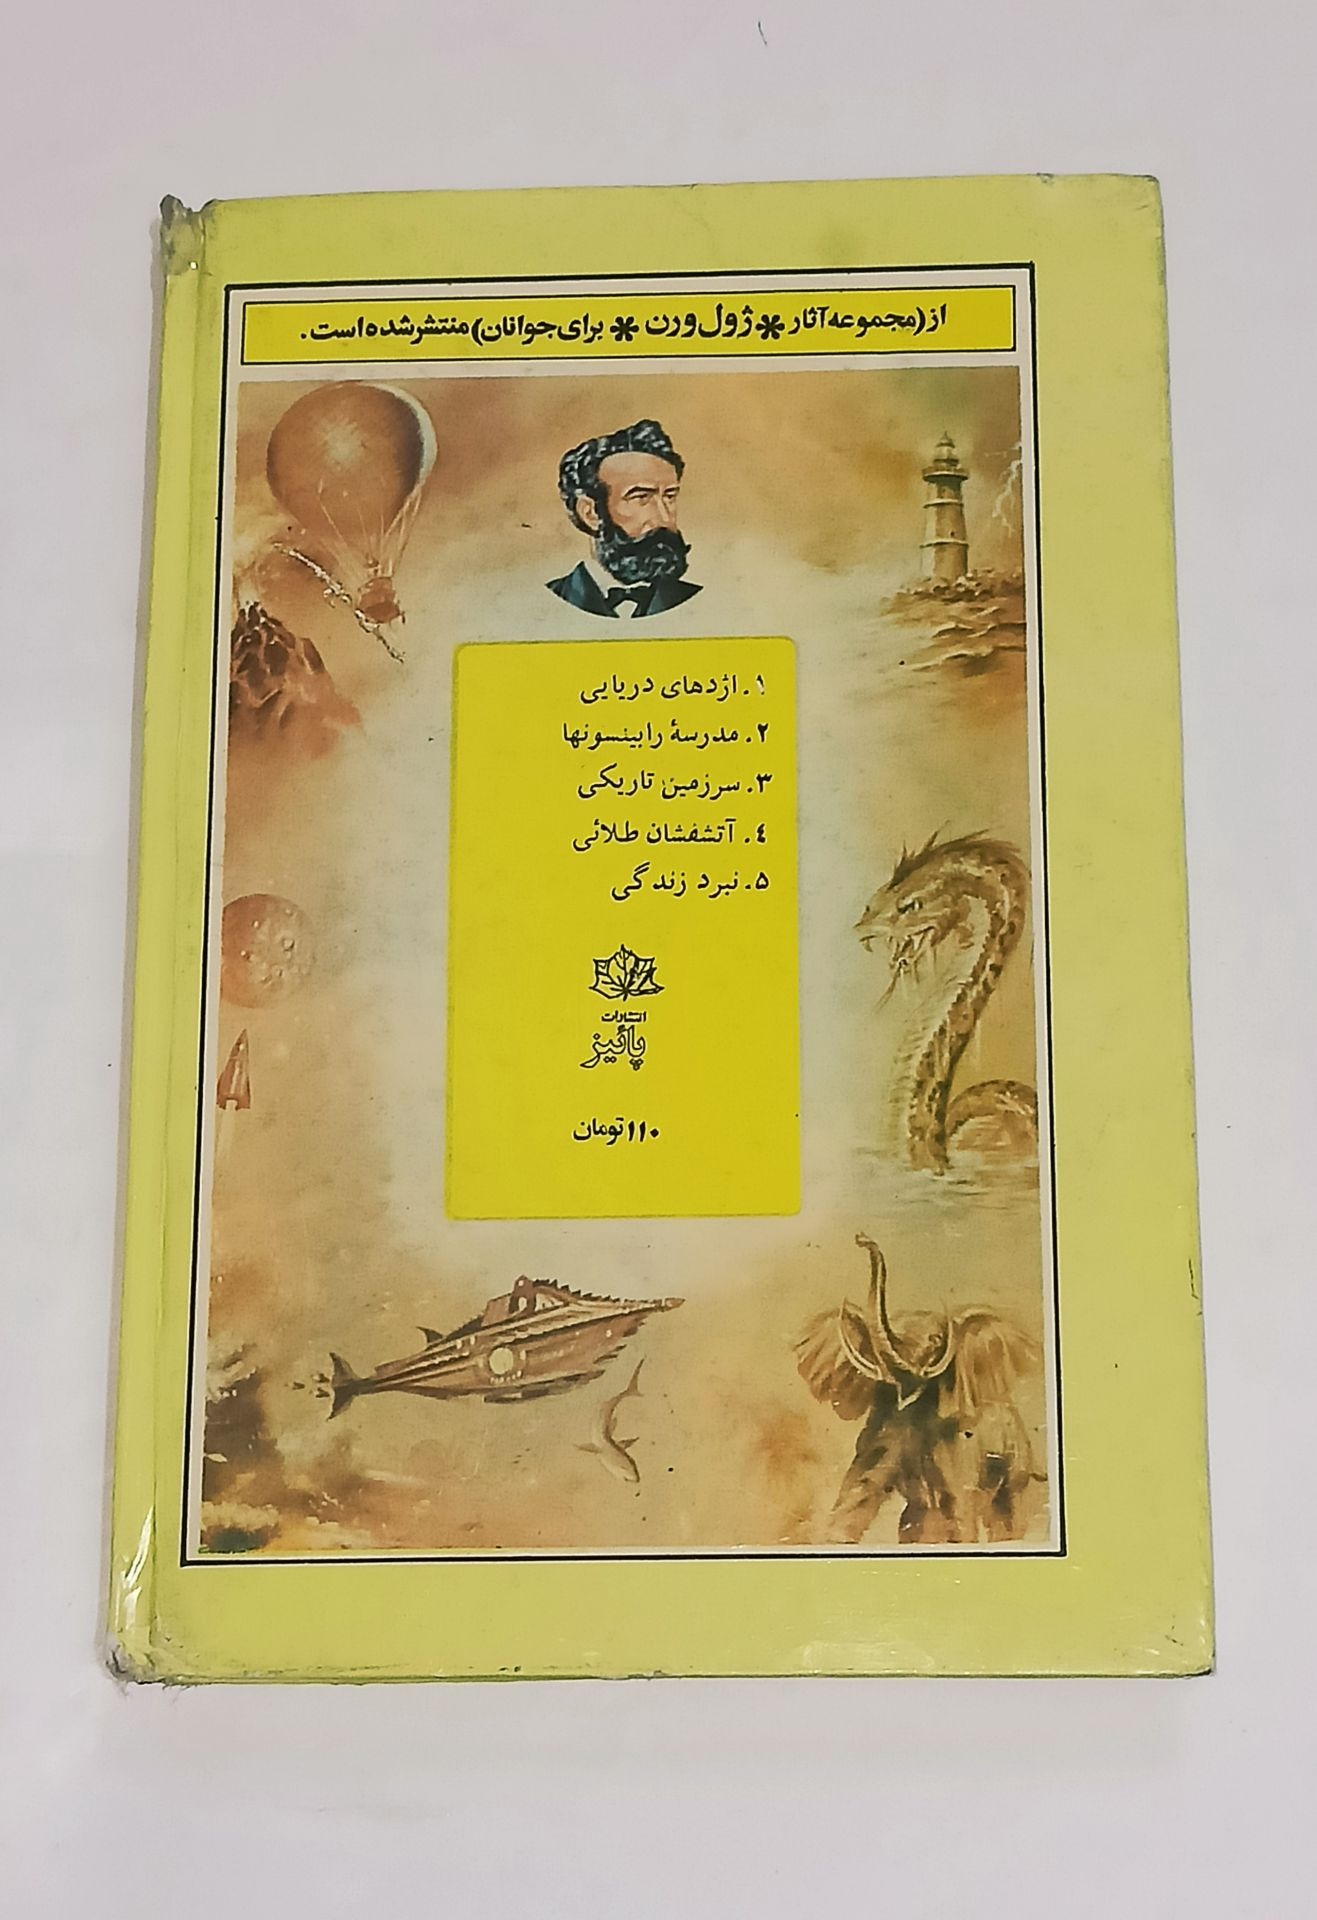 از (مجموعه آثار * ژول ورن * برای جوانان) منتشر شده است.
۱. اژدهای دریایی
۲. مدرسهٔ رابینسونها
۳. سرزمین تاریکی
۴. آتشفشان طلائی
۵. نبرد زندگی
انتشارات
پائیز
۱۱۰ تومان